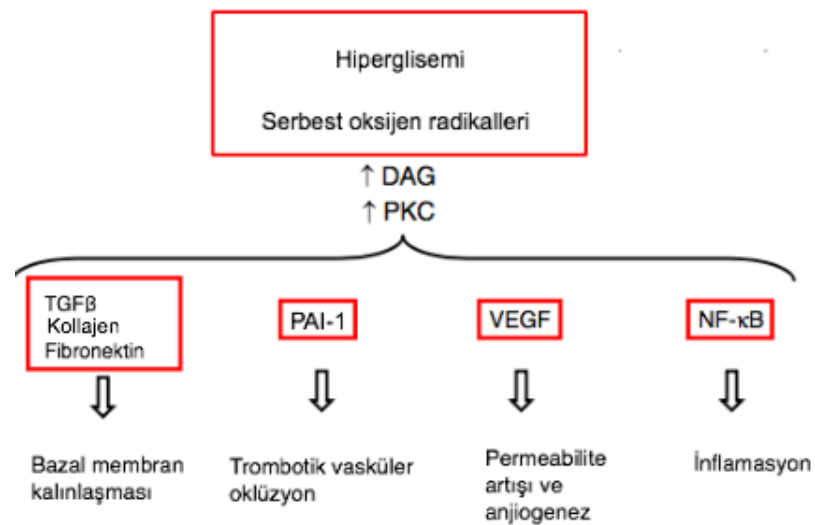 Hiperglisemi
Serbest oksijen radikalleri
↑ DAG
↑ PKC
TGFβ
Kollajen
Fibronektin
PAI-1
VEGF
NF-κB
Bazal membran
kalınlaşması
Trombotik vasküler
oklüzyon
Permeabilite
artışı ve
anjiogenez
İnflamasyon